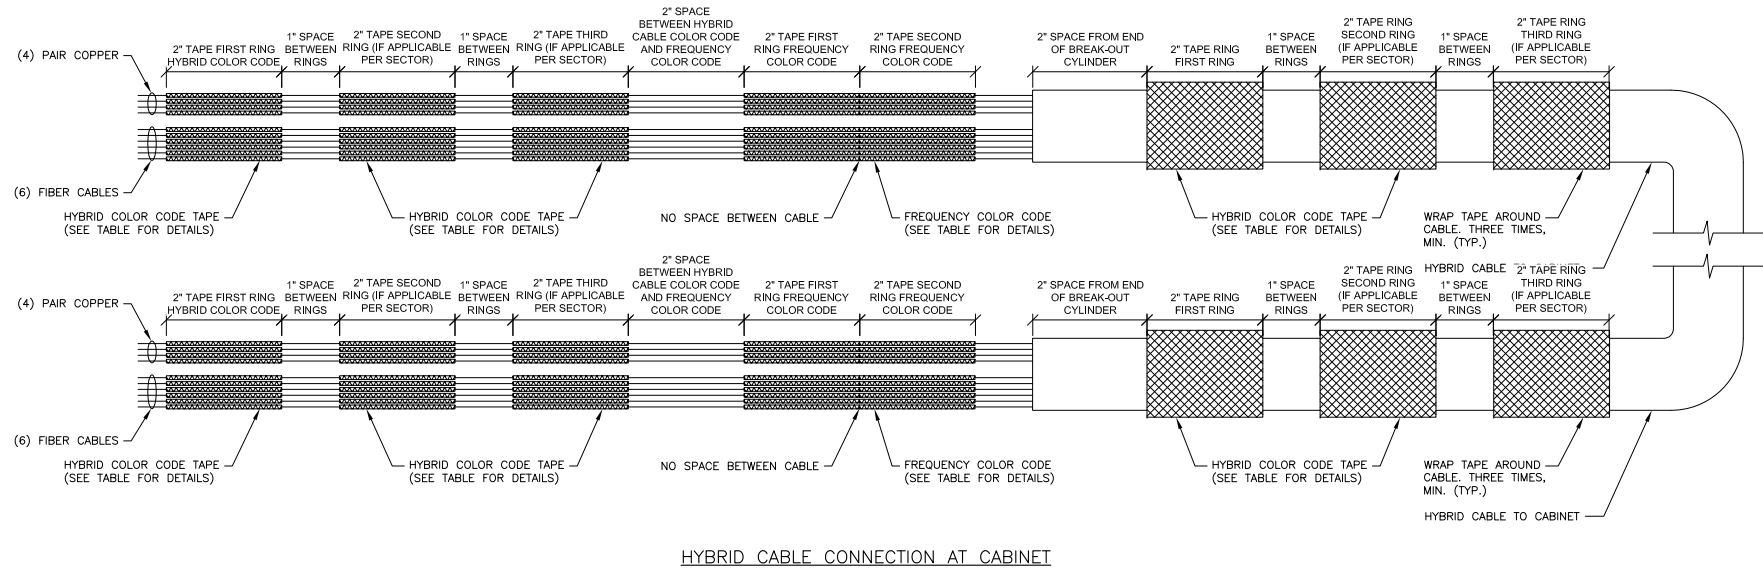 (4) PAIR COPPER
2" TAPE FIRST RING
HYBRID COLOR CODE
1" SPACE
BETWEEN
RINGS
2" TAPE SECOND
RING (IF APPLICABLE
PER SECTOR)
1" SPACE
BETWEEN
RINGS
2" TAPE THIRD
RING (IF APPLICABLE
PER SECTOR)
2" SPACE
BETWEEN HYBRID
CABLE COLOR CODE
AND FREQUENCY
COLOR CODE
2" TAPE FIRST
RING FREQUENCY
COLOR CODE
2" TAPE SECOND
RING FREQUENCY
COLOR CODE
2" SPACE FROM END
OF BREAK-OUT
CYLINDER
2" TAPE RING
FIRST RING
1" SPACE
BETWEEN
RINGS
2" TAPE RING
SECOND RING
(IF APPLICABLE
PER SECTOR)
1" SPACE
BETWEEN
RINGS
2" TAPE RING
THIRD RING
(IF APPLICABLE
PER SECTOR)
(6) FIBER CABLES
HYBRID COLOR CODE TAPE
(SEE TABLE FOR DETAILS)
HYBRID COLOR CODE TAPE
(SEE TABLE FOR DETAILS)
NO SPACE BETWEEN CABLE
FREQUENCY COLOR CODE
(SEE TABLE FOR DETAILS)
HYBRID COLOR CODE TAPE
(SEE TABLE FOR DETAILS)
WRAP TAPE AROUND
CABLE. THREE TIMES,
MIN. (TYP.)
HYBRID CABLE TO CABINET
(4) PAIR COPPER
2" TAPE FIRST RING
HYBRID COLOR CODE
1" SPACE
BETWEEN
RINGS
2" TAPE SECOND
RING (IF APPLICABLE
PER SECTOR)
1" SPACE
BETWEEN
RINGS
2" TAPE THIRD
RING (IF APPLICABLE
PER SECTOR)
2" SPACE
BETWEEN HYBRID
CABLE COLOR CODE
AND FREQUENCY
COLOR CODE
2" TAPE FIRST
RING FREQUENCY
COLOR CODE
2" TAPE SECOND
RING FREQUENCY
COLOR CODE
2" SPACE FROM END
OF BREAK-OUT
CYLINDER
2" TAPE RING
FIRST RING
1" SPACE
BETWEEN
RINGS
2" TAPE RING
SECOND RING
(IF APPLICABLE
PER SECTOR)
1" SPACE
BETWEEN
RINGS
2" TAPE RING
THIRD RING
(IF APPLICABLE
PER SECTOR)
(6) FIBER CABLES
HYBRID COLOR CODE TAPE
(SEE TABLE FOR DETAILS)
HYBRID COLOR CODE TAPE
(SEE TABLE FOR DETAILS)
NO SPACE BETWEEN CABLE
FREQUENCY COLOR CODE
(SEE TABLE FOR DETAILS)
HYBRID COLOR CODE TAPE
(SEE TABLE FOR DETAILS)
WRAP TAPE AROUND
CABLE. THREE TIMES,
MIN. (TYP.)
HYBRID CABLE TO CABINET
HYBRID CABLE CONNECTION AT CABINET